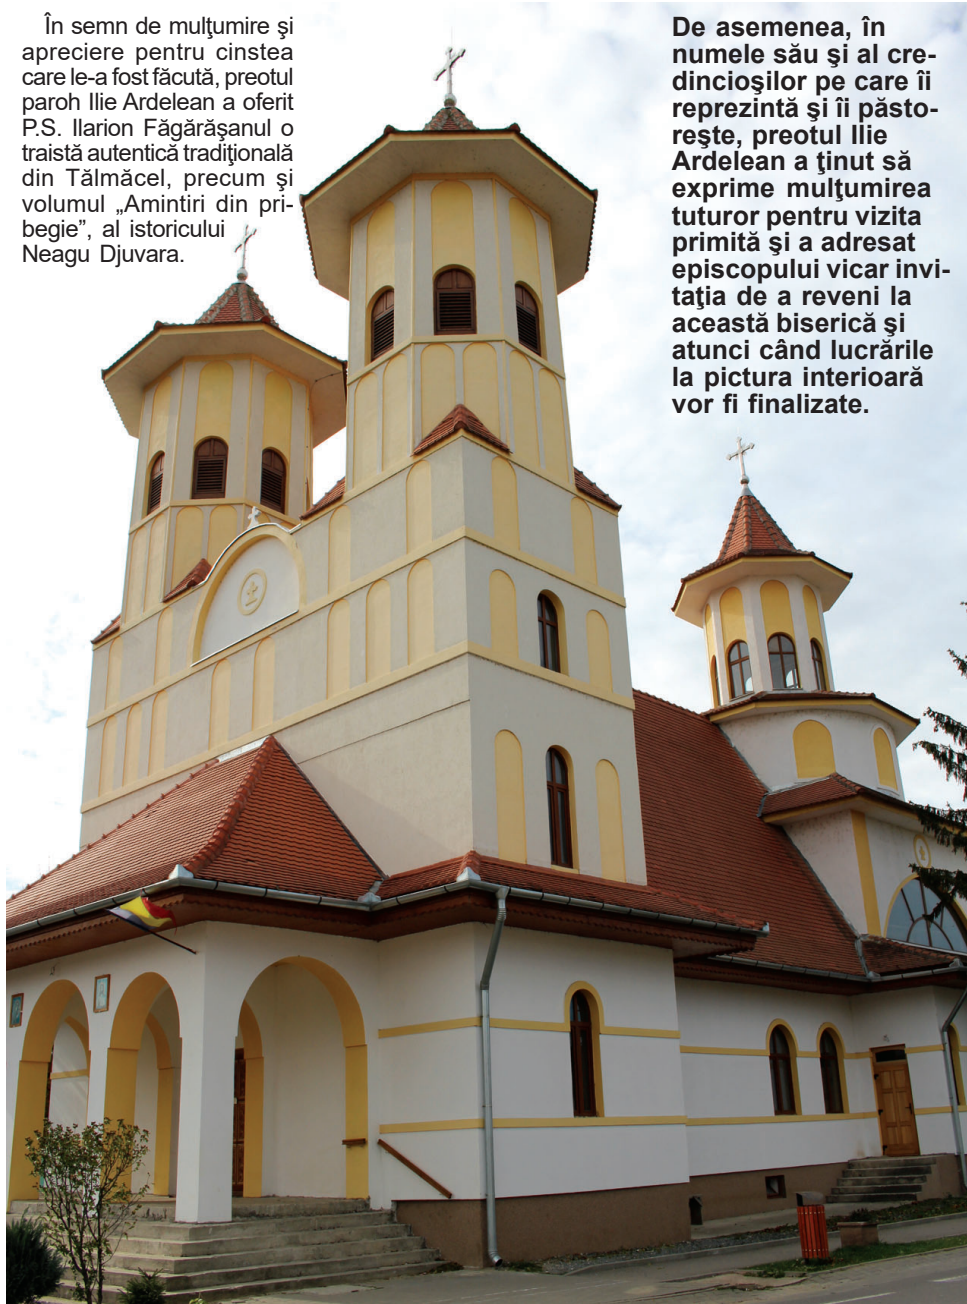 În semn de mulţumire şi
apreciere pentru cinstea
care le-a fost făcută, preotul
paroh Ilie Ardelean a oferit
P.S. Ilarion Făgărăşanul o
traistă autentică tradiţională
din Tălmăcel, precum şi
volumul „Amintiri din pri-
begie”, al istoricului
Neagu Djuvara.
De asemenea, în
numele său şi al cre-
dincioşilor pe care îi
reprezintă şi îi păsto-
reşte, preotul Ilie
Ardelean a ţinut să
exprime mulţumirea
tuturor pentru vizita
primită şi a adresat
episcopului vicar invi-
taţia de a reveni la
această biserică şi
atunci când lucrările
la pictura interioară
vor fi finalizate.